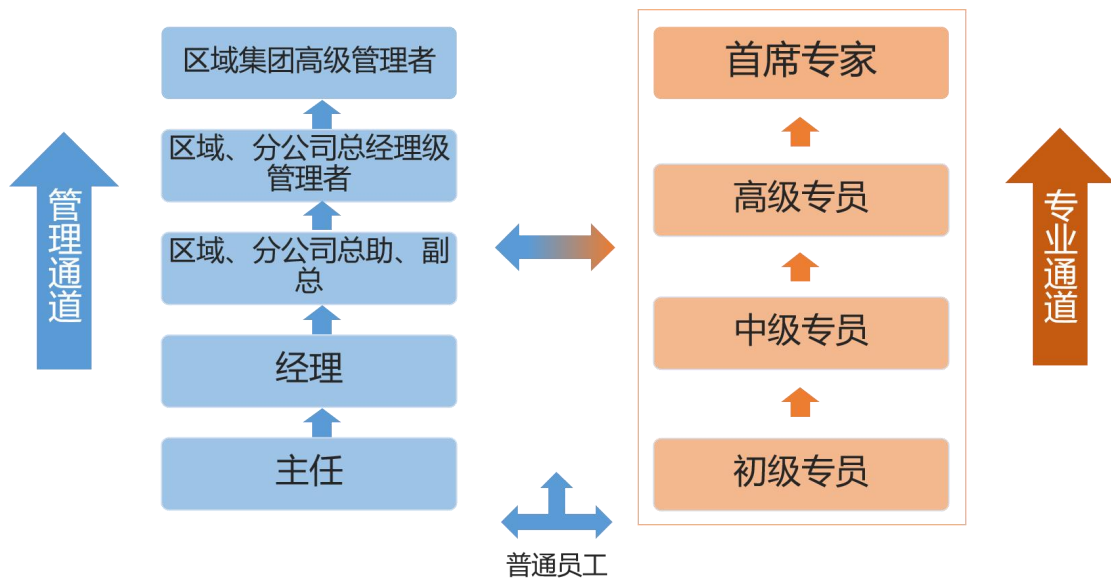 管理通道
区域集团高级管理者
区域、分公司总经理级
管理者
区域、分公司总助、副
总
经理
主任
首席专家
高级专员
中级专员
初级专员
专业通道
普通员工